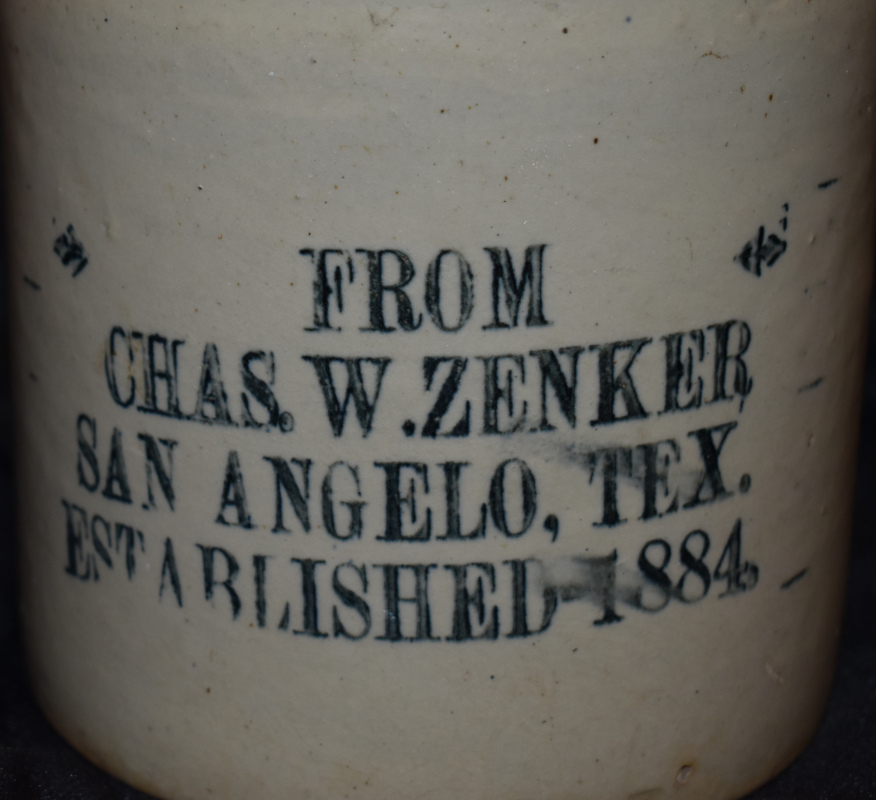 FROM
CHAS. W. ZENKER
SAN ANGELO, TEX.
ESTABLISHED 1884.